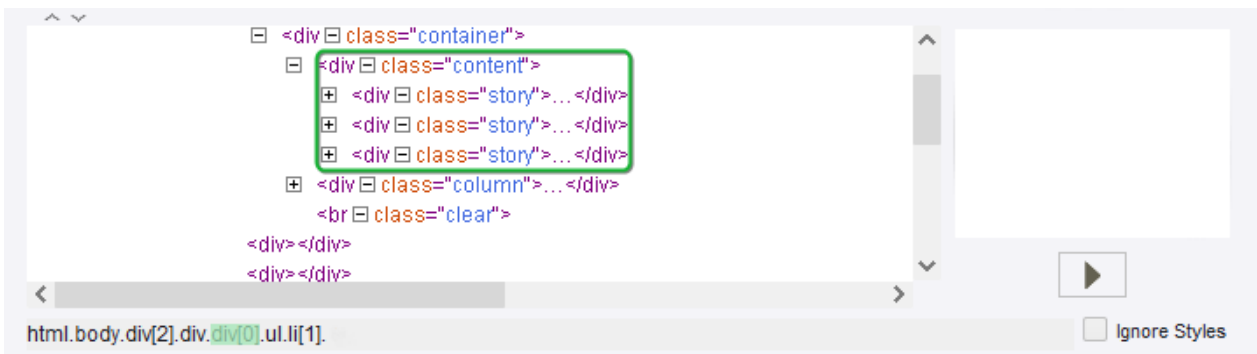 <div class="container">
<div class="content">
<div class="story">...</div>
<div class="story">...</div>
<div class="story">...</div>
<div class="column">...</div>
<br class="clear">
<div></div>
<div></div>
html.body.div[2].div.div[0].ul.li[1].
Ignore Styles